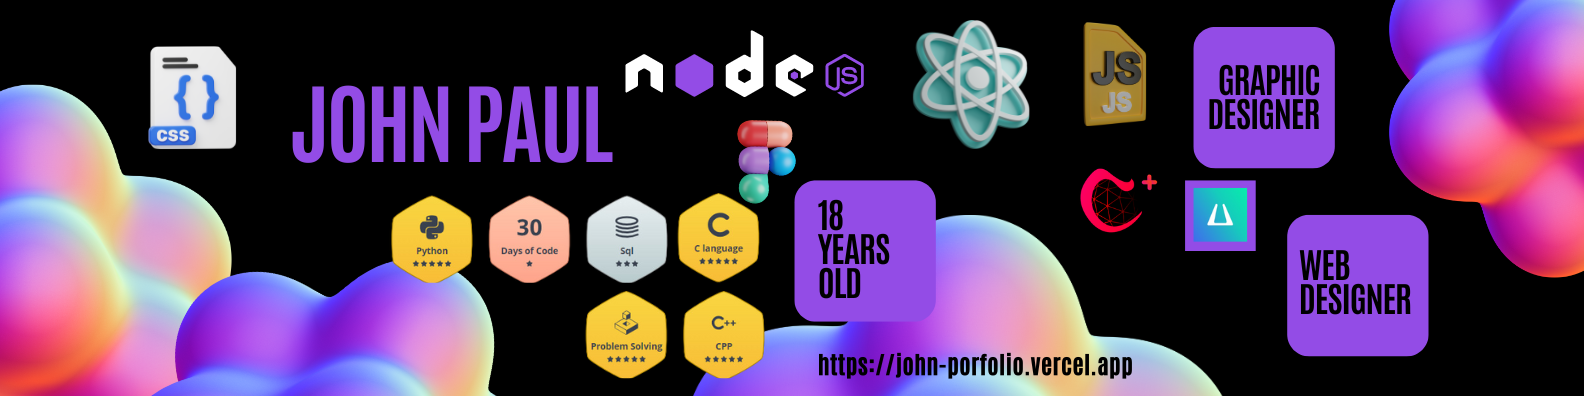 CSS
JOHN PAUL
node
JS
JS
JS
GRAPHIC
DESIGNER
Python
30
Days of Code
Sql
C
C language
18
YEARS
OLD
WEB
DESIGNER
Problem Solving
C++
CPP
https://john-porfolio.vercel.app